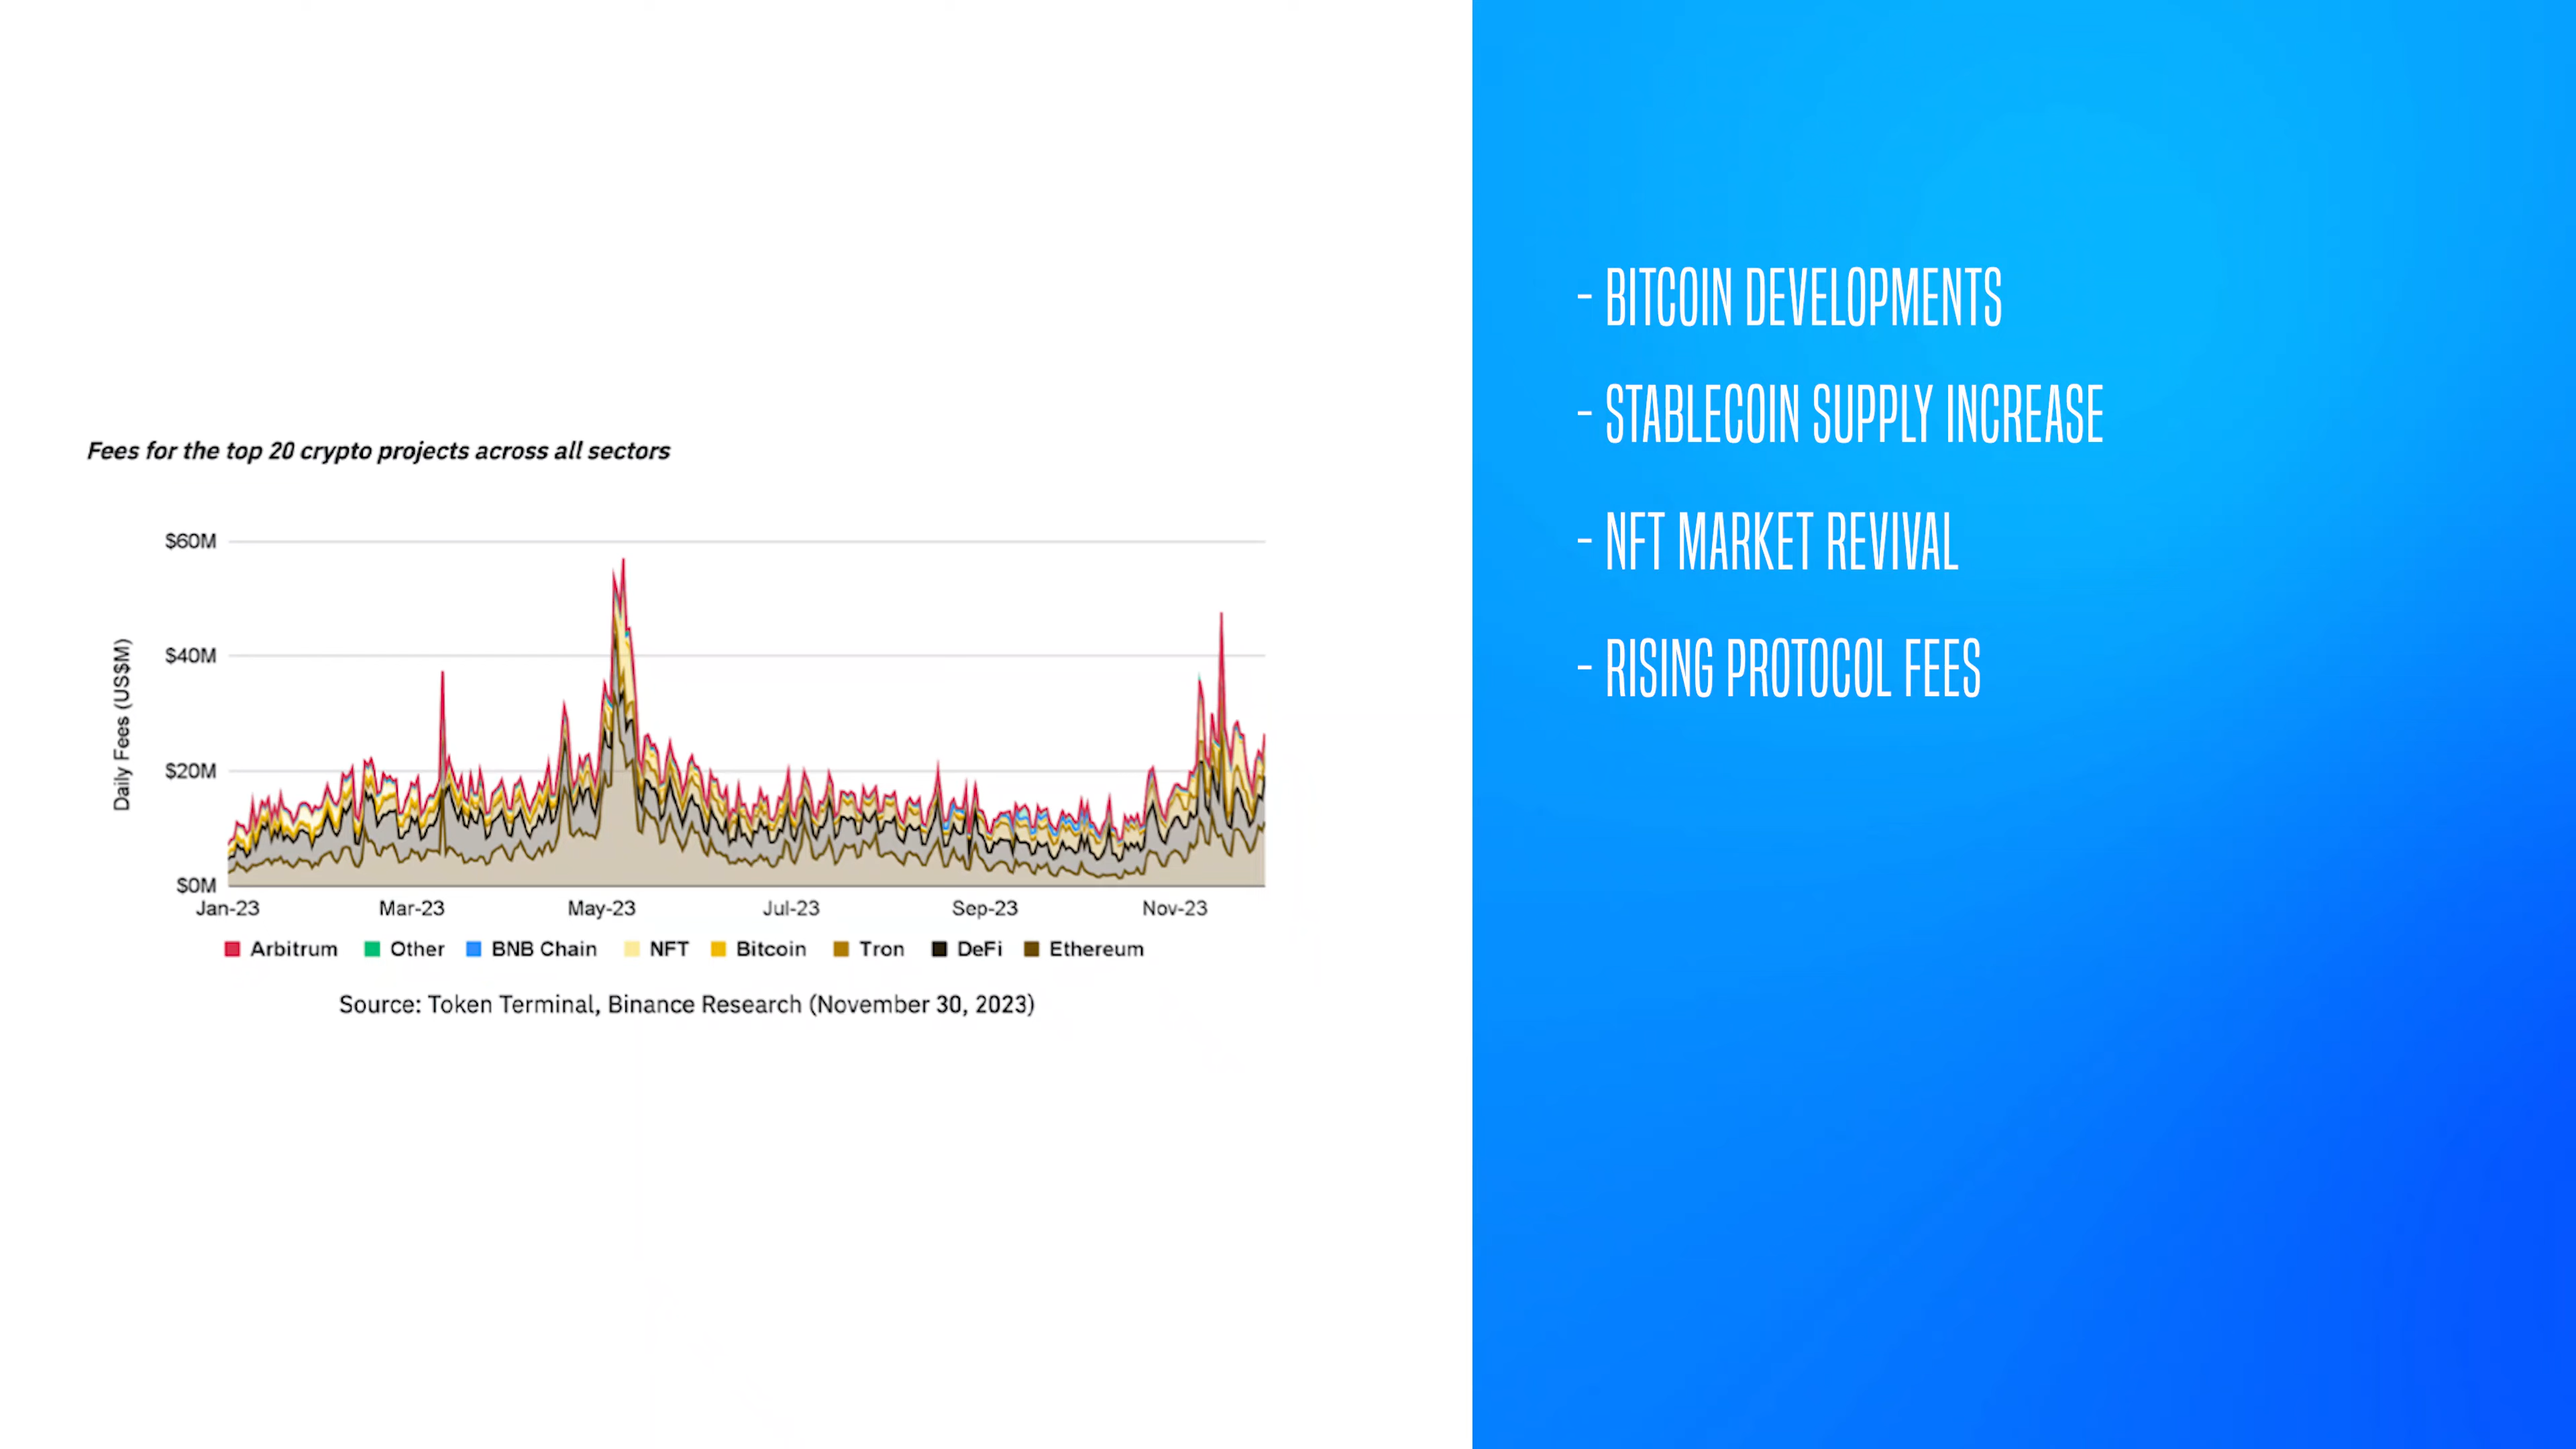 Fees for the top 20 crypto projects across all sectors
Daily Fees (US$M)
$60M
$40M
$20M
$0M
Jan-23 Mar-23 May-23 Jul-23 Sep-23 Nov-23
Arbitrum Other BNB Chain NFT Bitcoin Tron DeFi Ethereum
Source: Token Terminal, Binance Research (November 30, 2023)
- BITCOIN DEVELOPMENTS
- STABLECOIN SUPPLY INCREASE
- NFT MARKET REVIVAL
- RISING PROTOCOL FEES